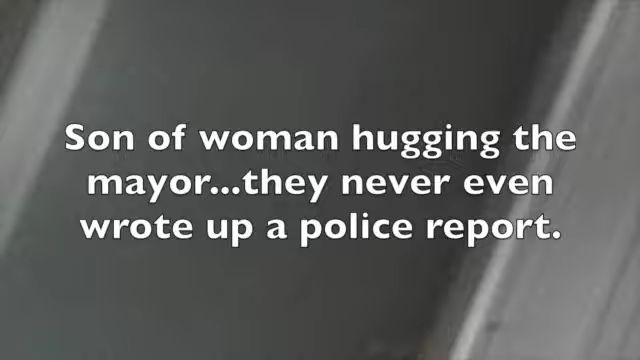 Son of woman hugging the
mayor...they never even
wrote up a police report.